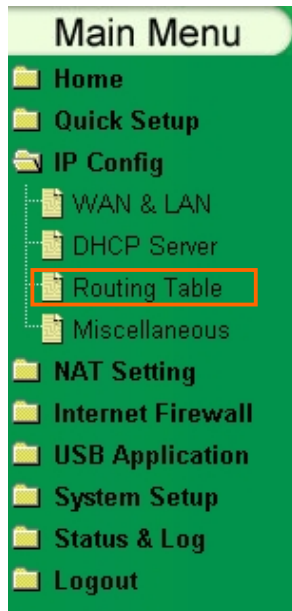 Main Menu
Home
Quick Setup
IP Config
WAN & LAN
DHCP Server
Routing Table
Miscellaneous
NAT Setting
Internet Firewall
USB Application
System Setup
Status & Log
Logout